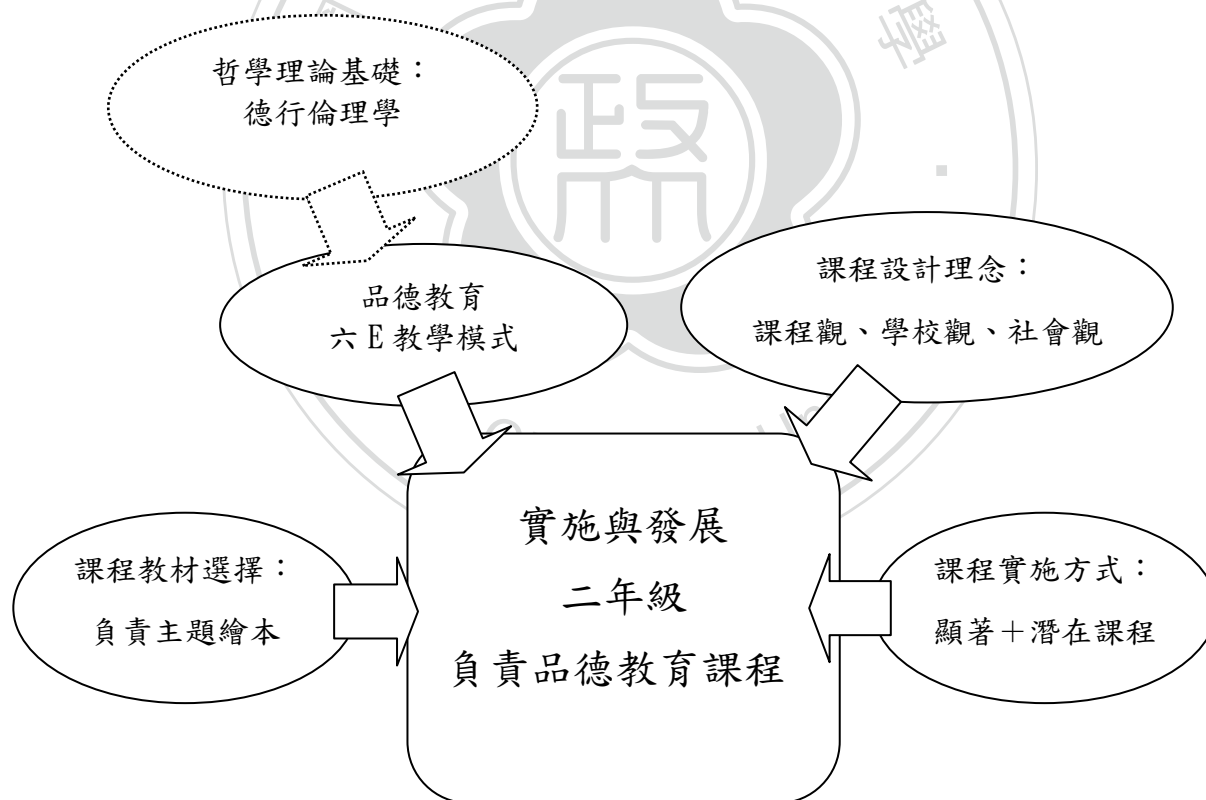 學
政
哲學理論基礎：
德行倫理學
品德教育
六E教學模式
課程設計理念：
課程觀、學校觀、社會觀
實施與發展
二年級
負責品德教育課程
課程教材選擇：
負責主題繪本
課程實施方式：
顯著＋潛在課程